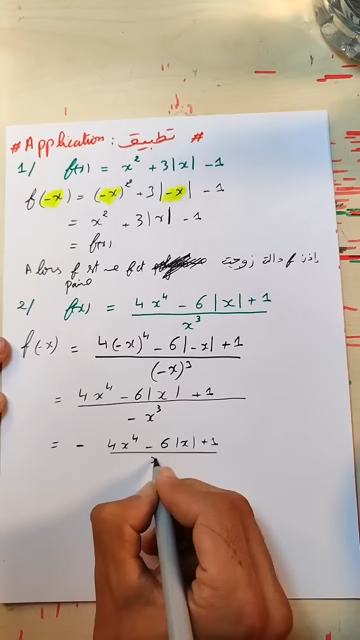 # Application : تطبيق #
1/ f(x) = x² + 3|x| - 1
f(-x) = (-x)² + 3|-x| - 1
= x² + 3|x| - 1
= f(x)
Alors f est une fct paire إذن f دالة زوجية
2/ f(x) = (4x⁴ - 6|x| + 1) / x³
f(-x) = (4(-x)⁴ - 6|-x| + 1) / (-x)³
= (4x⁴ - 6|x| + 1) / -x³
= - (4x⁴ - 6|x| + 1) /